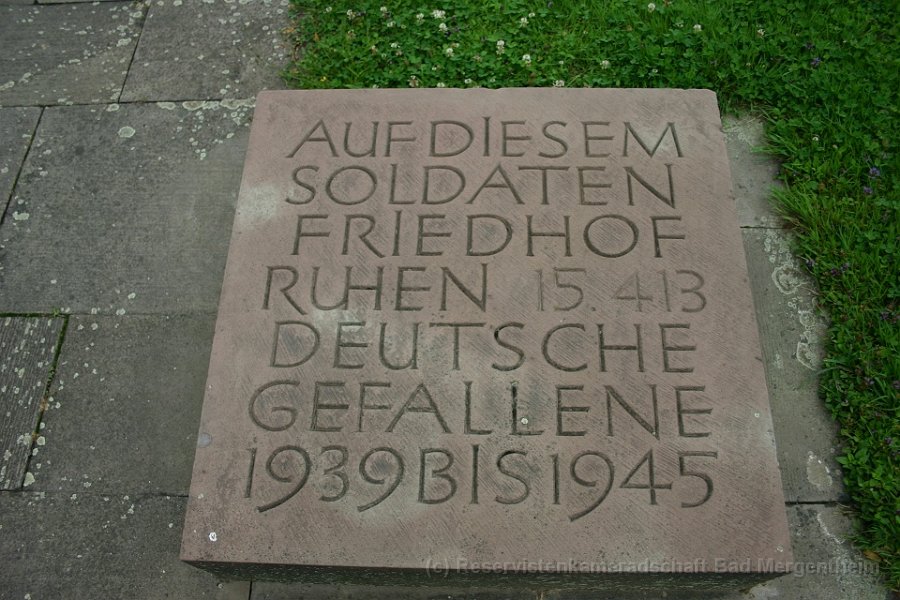 AUF DIESEM
SOLDATEN
FRIEDHOF
RUHEN 15.413
DEUTSCHE
GEFALLENE
1939 BIS 1945
(c) Reservistenkameradschaft Bad Mergentheim